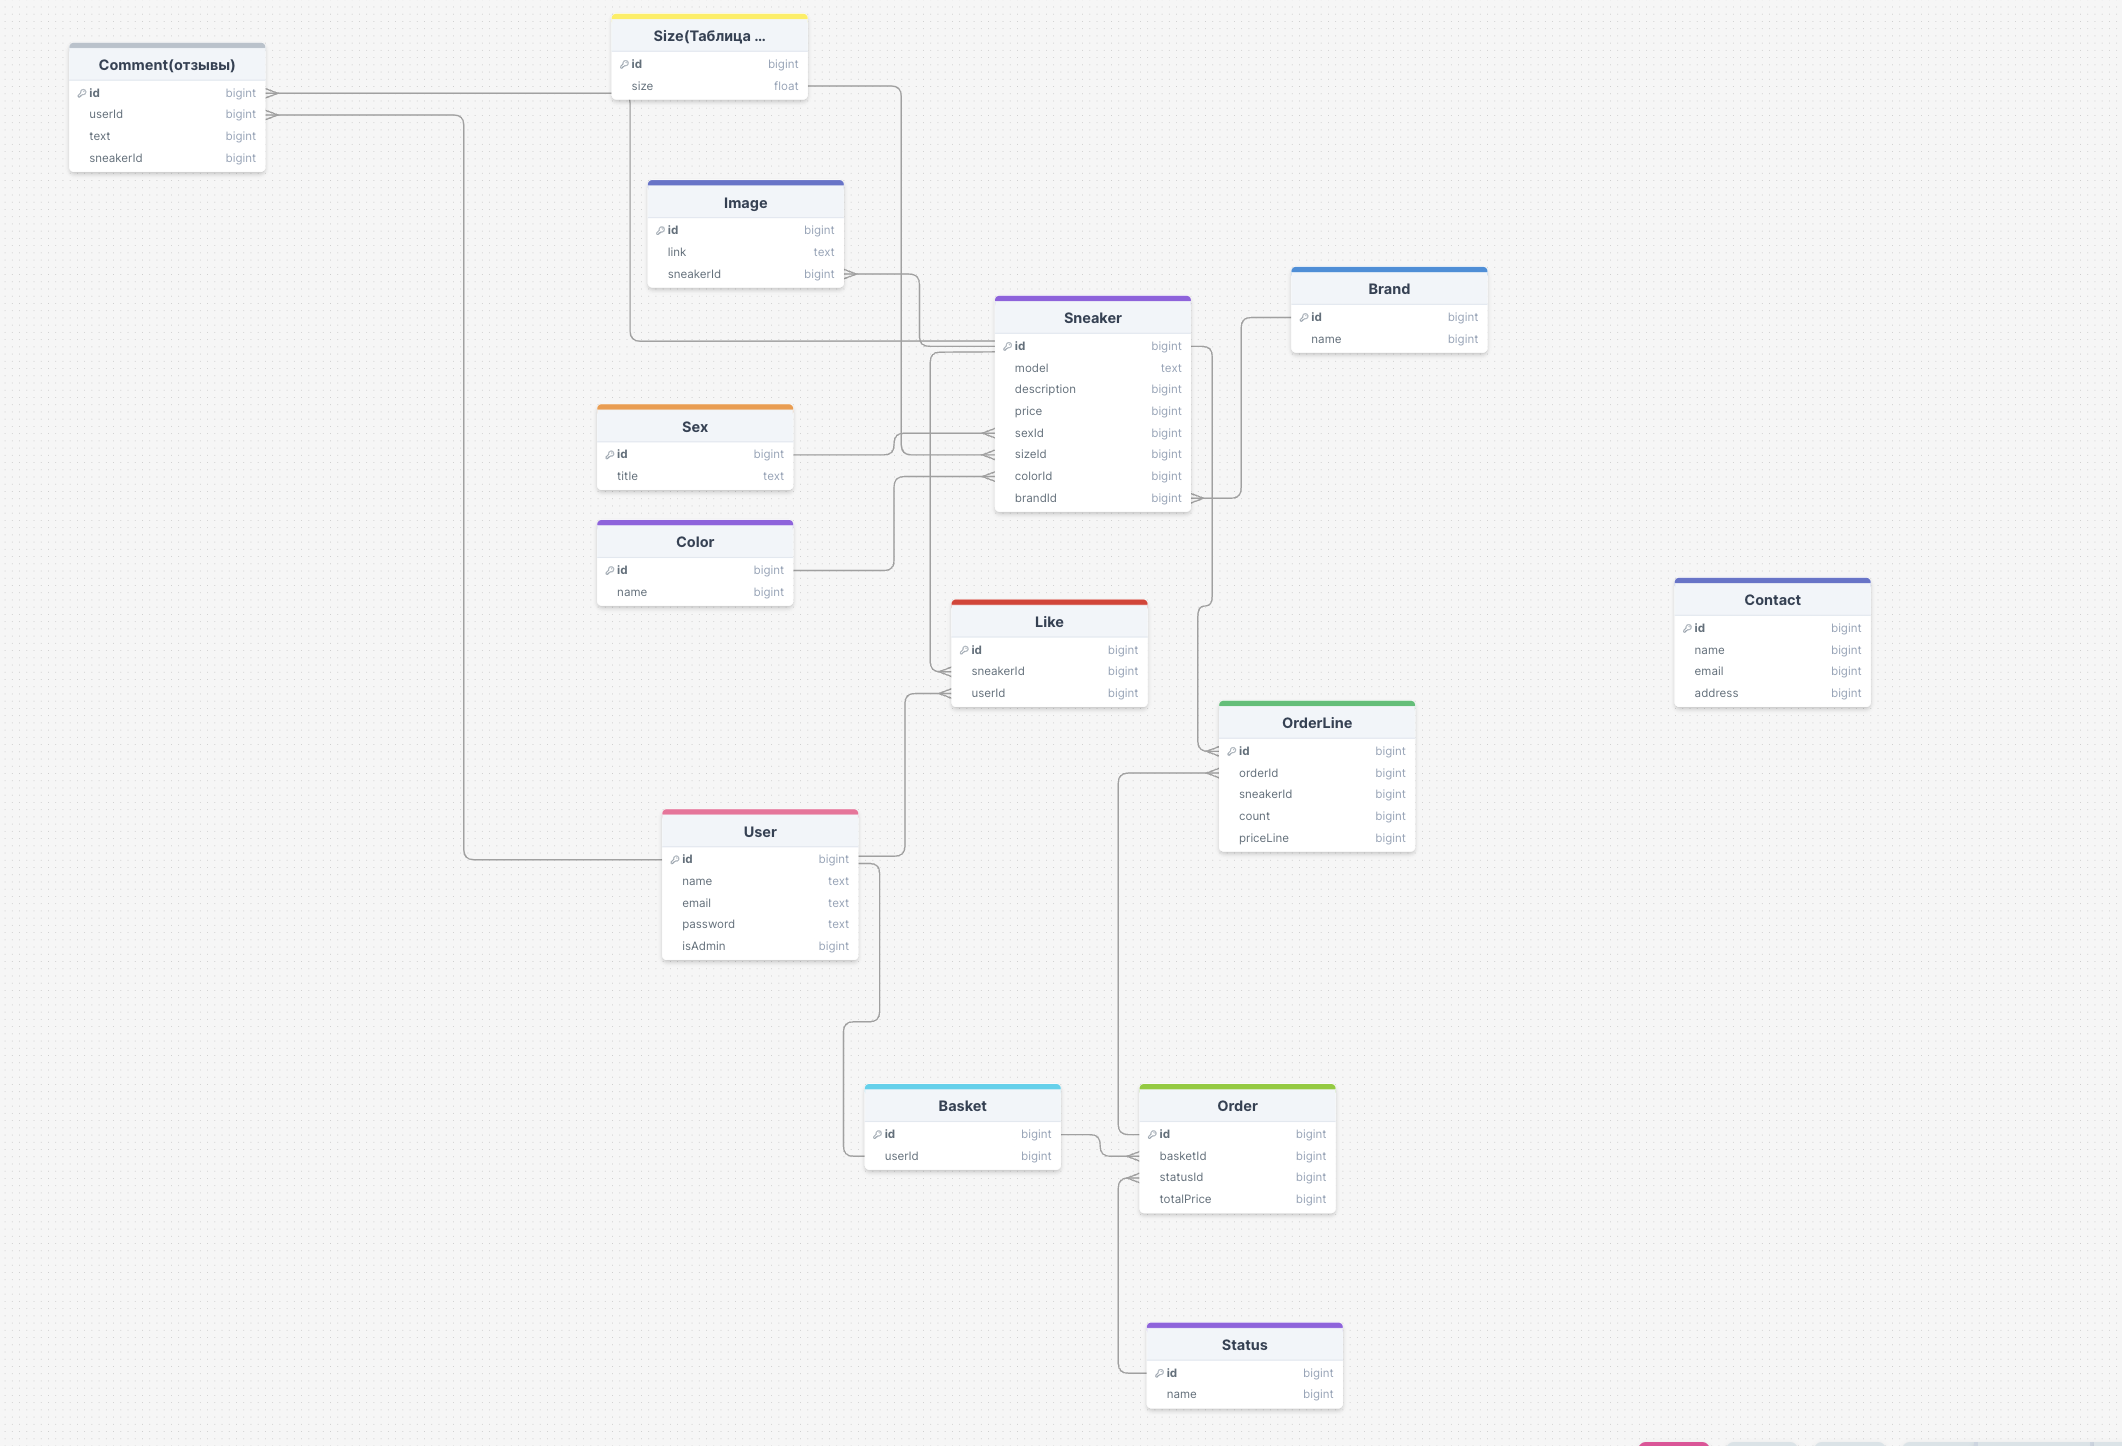 Size(Таблица ...
id bigint
size float
Comment(отзывы)
id bigint
userId bigint
text bigint
sneakerId bigint
Image
id bigint
link text
sneakerId bigint
Brand
id bigint
name bigint
Sneaker
id bigint
model text
description bigint
price bigint
sexId bigint
sizeId bigint
colorId bigint
brandId bigint
Sex
id bigint
title text
Color
id bigint
name bigint
Contact
id bigint
name bigint
email bigint
address bigint
Like
id bigint
sneakerId bigint
userId bigint
OrderLine
id bigint
orderId bigint
sneakerId bigint
count bigint
priceLine bigint
User
id bigint
name text
email text
password text
isAdmin bigint
Basket
id bigint
userId bigint
Order
id bigint
basketId bigint
statusId bigint
totalPrice bigint
Status
id bigint
name bigint